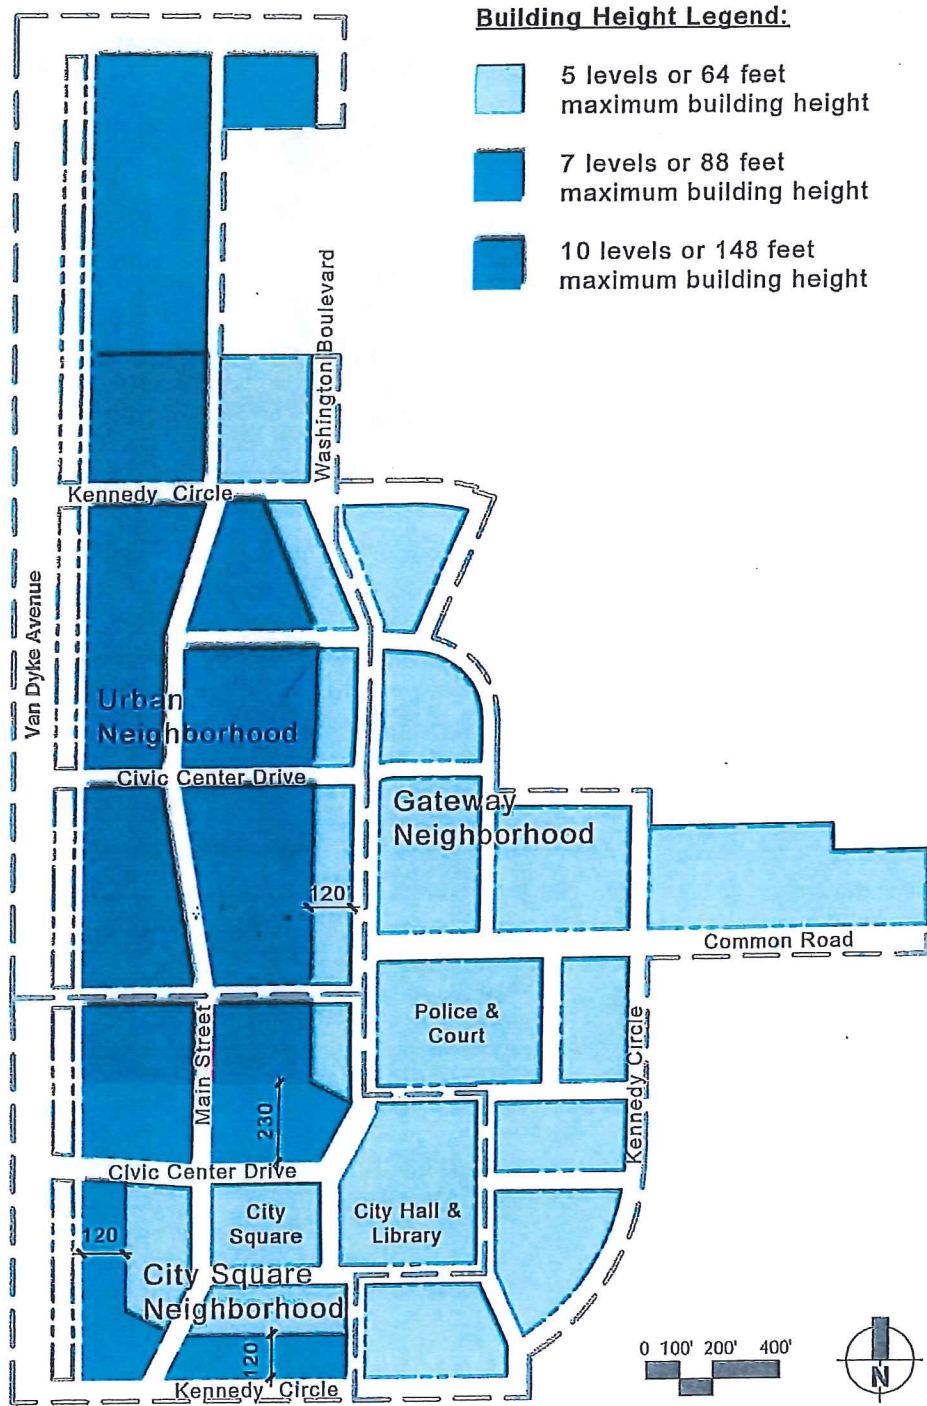 Building Height Legend:
5 levels or 64 feet
maximum building height
7 levels or 88 feet
maximum building height
10 levels or 148 feet
maximum building height
Washington Boulevard
Kennedy Circle
Van Dyke Avenue
Urban
Neighborhood
Civic Center Drive
Gateway
Neighborhood
120'
Common Road
Police &
Court
Main Street
Kennedy Circle
230'
Civic Center Drive
City
Square
City Hall &
Library
120
City Square
Neighborhood
120
Kennedy Circle
0 100' 200' 400'
N